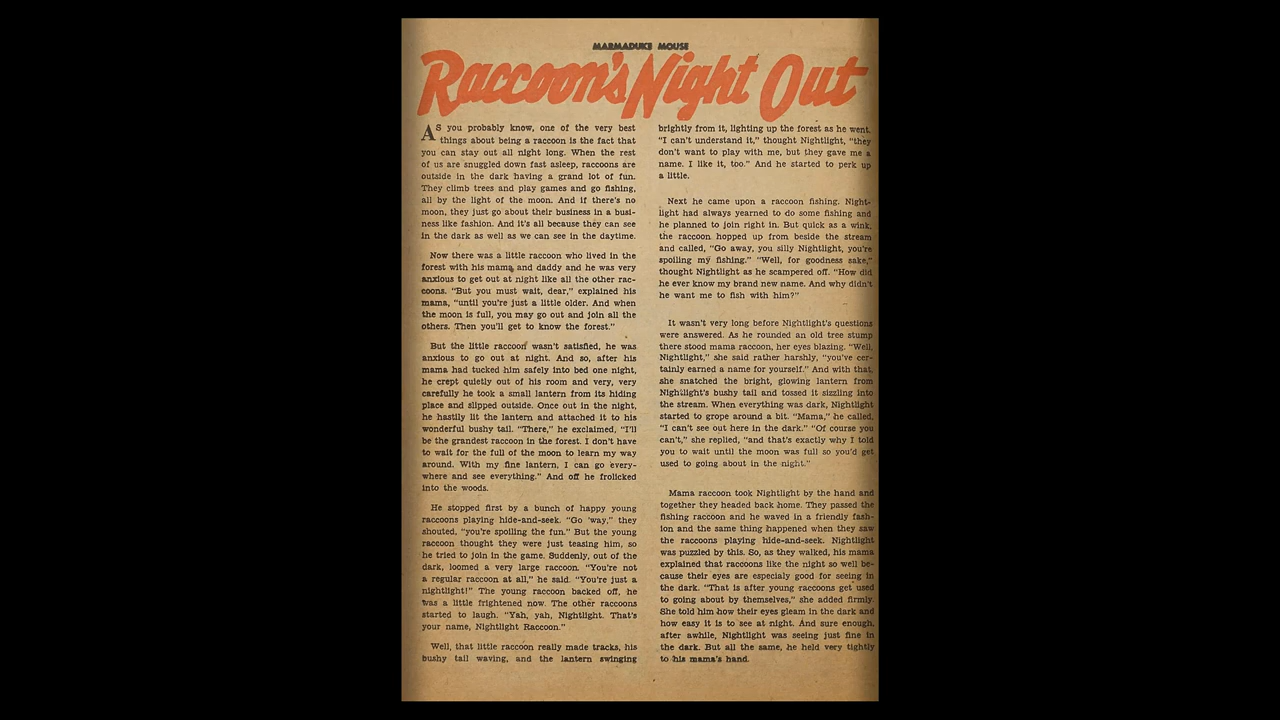 MARMADUKE MOUSE
Raccoon's Night Out
AS you probably know, one of the very best
things about being a raccoon is the fact that
you can stay out all night long. When the rest
of us are snuggled down fast asleep, raccoons are
outside in the dark having a grand lot of fun.
They climb trees and play games and go fishing,
all by the light of the moon. And if there's no
moon, they just go about their business in a busi-
ness like fashion. And it's all because they can see
in the dark as well as we can see in the daytime.
Now there was a little raccoon who lived in the
forest with his mama and daddy and he was very
anxious to get out at night like all the other rac-
coons. "But you must wait, dear," explained his
mama, "until you're just a little older. And when
the moon is full, you may go out and join all the
others. Then you'll get to know the forest."
But the little raccoon wasn't satisfied, he was
anxious to go out at night. And so, after his
mama had tucked him safely into bed one night,
he crept quietly out of his room and very, very
carefully he took a small lantern from its hiding
place and slipped outside. Once out in the night,
he hastily lit the lantern and attached it to his
wonderful bushy tail. "There," he exclaimed, "I'll
be the grandest raccoon in the forest. I don't have
to wait for the full of the moon to learn my way
around. With my fine lantern, I can go every-
where and see everything." And off he frolicked
into the woods.
He stopped first by a bunch of happy young
raccoons playing hide-and-seek. "Go 'way," they
shouted, "you're spoiling the fun." But the young
raccoon thought they were just teasing him, so
he tried to join in the game. Suddenly, out of the
dark, loomed a very large raccoon. "You're not
a regular raccoon at all," he said. "You're just a
nightlight!" The young raccoon backed off, he
was a little frightened now. The other raccoons
started to laugh. "Yah, yah, Nightlight. That's
your name, Nightlight Raccoon."
Well, that little raccoon really made tracks, his
bushy tail waving, and the lantern swinging
brightly from it, lighting up the forest as he went.
"I can't understand it," thought Nightlight, "they
don't want to play with me, but they gave me a
name. I like it, too." And he started to perk up
a little.
Next he came upon a raccoon fishing. Night-
light had always yearned to do some fishing and
he planned to join right in. But quick as a wink,
the raccoon hopped up from beside the stream
and called, "Go away, you silly Nightlight, you're
spoiling my fishing." "Well, for goodness sake,"
thought Nightlight as he scampered off. "How did
he ever know my brand new name. And why didn't
he want me to fish with him?"
It wasn't very long before Nightlight's questions
were answered. As he rounded an old tree stump
there stood mama raccoon, her eyes blazing. "Well,
Nightlight," she said rather harshly, "you've cer-
tainly earned a name for yourself." And with that,
she snatched the bright, glowing lantern from
Nightlight's bushy tail and tossed it sizzling into
the stream. When everything was dark, Nightlight
started to grope around a bit. "Mama," he called,
"I can't see out here in the dark." "Of course you
can't," she replied, "and that's exactly why I told
you to wait until the moon was full so you'd get
used to going about in the night."
Mama raccoon took Nightlight by the hand and
together they headed back home. They passed the
fishing raccoon and he waved in a friendly fash-
ion and the same thing happened when they saw
the raccoons playing hide-and-seek. Nightlight
was puzzled by this. So, as they walked, his mama
explained that raccoons like the night so well be-
cause their eyes are especialy good for seeing in
the dark. "That is after young raccoons get used
to going about by themselves," she added firmly.
She told him how their eyes gleam in the dark and
how easy it is to see at night. And sure enough,
after awhile, Nightlight was seeing just fine in
the dark. But all the same, he held very tightly
to his mama's hand.